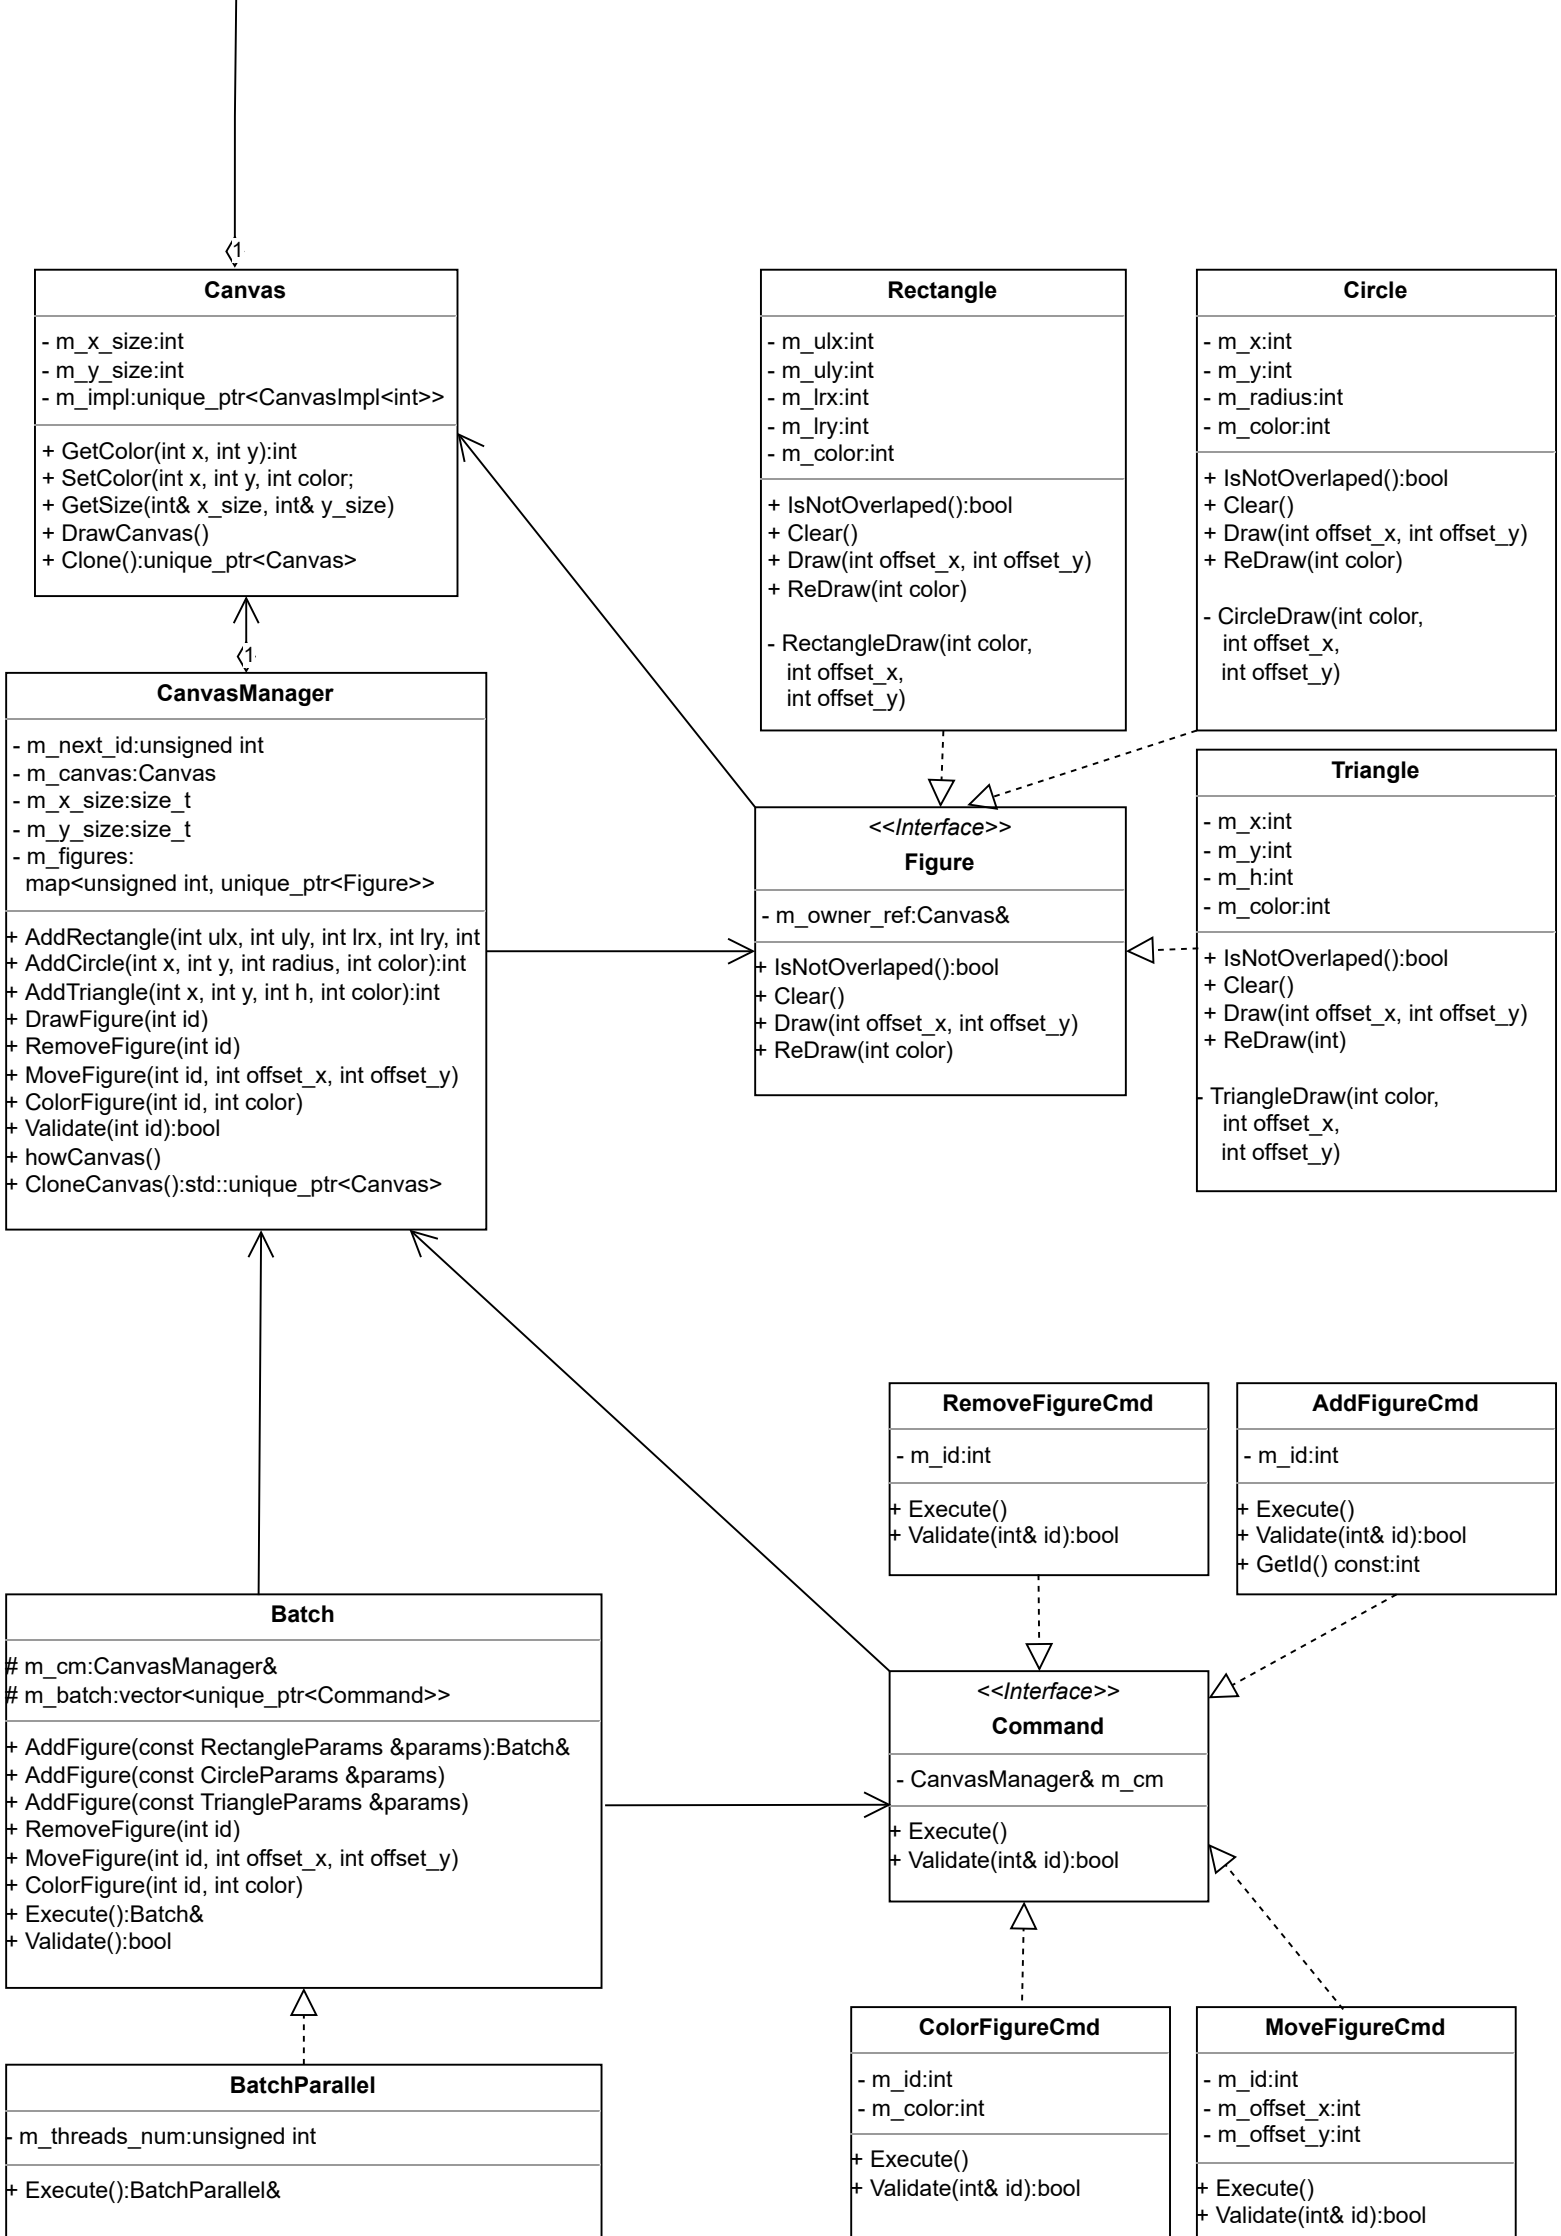 1
Canvas
- m_x_size:int
- m_y_size:int
- m_impl:unique_ptr<CanvasImpl<int>>
+ GetColor(int x, int y):int
+ SetColor(int x, int y, int color;
+ GetSize(int& x_size, int& y_size)
+ DrawCanvas()
+ Clone():unique_ptr<Canvas>
Rectangle
- m_ulx:int
- m_uly:int
- m_lrx:int
- m_lry:int
- m_color:int
+ IsNotOverlaped():bool
+ Clear()
+ Draw(int offset_x, int offset_y)
+ ReDraw(int color)
- RectangleDraw(int color,
int offset_x,
int offset_y)
Circle
- m_x:int
- m_y:int
- m_radius:int
- m_color:int
+ IsNotOverlaped():bool
+ Clear()
+ Draw(int offset_x, int offset_y)
+ ReDraw(int color)
- CircleDraw(int color,
int offset_x,
int offset_y)
1
CanvasManager
- m_next_id:unsigned int
- m_canvas:Canvas
- m_x_size:size_t
- m_y_size:size_t
- m_figures:
map<unsigned int, unique_ptr<Figure>>
+ AddRectangle(int ulx, int uly, int lrx, int lry, int
+ AddCircle(int x, int y, int radius, int color):int
+ AddTriangle(int x, int y, int h, int color):int
+ DrawFigure(int id)
+ RemoveFigure(int id)
+ MoveFigure(int id, int offset_x, int offset_y)
+ ColorFigure(int id, int color)
+ Validate(int id):bool
+ howCanvas()
+ CloneCanvas():std::unique_ptr<Canvas>
<<Interface>>
Figure
- m_owner_ref:Canvas&
+ IsNotOverlaped():bool
+ Clear()
+ Draw(int offset_x, int offset_y)
+ ReDraw(int color)
Triangle
- m_x:int
- m_y:int
- m_h:int
- m_color:int
+ IsNotOverlaped():bool
+ Clear()
+ Draw(int offset_x, int offset_y)
+ ReDraw(int)
- TriangleDraw(int color,
int offset_x,
int offset_y)
RemoveFigureCmd
- m_id:int
+ Execute()
+ Validate(int& id):bool
AddFigureCmd
- m_id:int
+ Execute()
+ Validate(int& id):bool
+ GetId() const:int
Batch
# m_cm:CanvasManager&
# m_batch:vector<unique_ptr<Command>>
+ AddFigure(const RectangleParams &params):Batch&
+ AddFigure(const CircleParams &params)
+ AddFigure(const TriangleParams &params)
+ RemoveFigure(int id)
+ MoveFigure(int id, int offset_x, int offset_y)
+ ColorFigure(int id, int color)
+ Execute():Batch&
+ Validate():bool
<<Interface>>
Command
- CanvasManager& m_cm
+ Execute()
+ Validate(int& id):bool
BatchParallel
- m_threads_num:unsigned int
+ Execute():BatchParallel&
ColorFigureCmd
- m_id:int
- m_color:int
+ Execute()
+ Validate(int& id):bool
MoveFigureCmd
- m_id:int
- m_offset_x:int
- m_offset_y:int
+ Execute()
+ Validate(int& id):bool